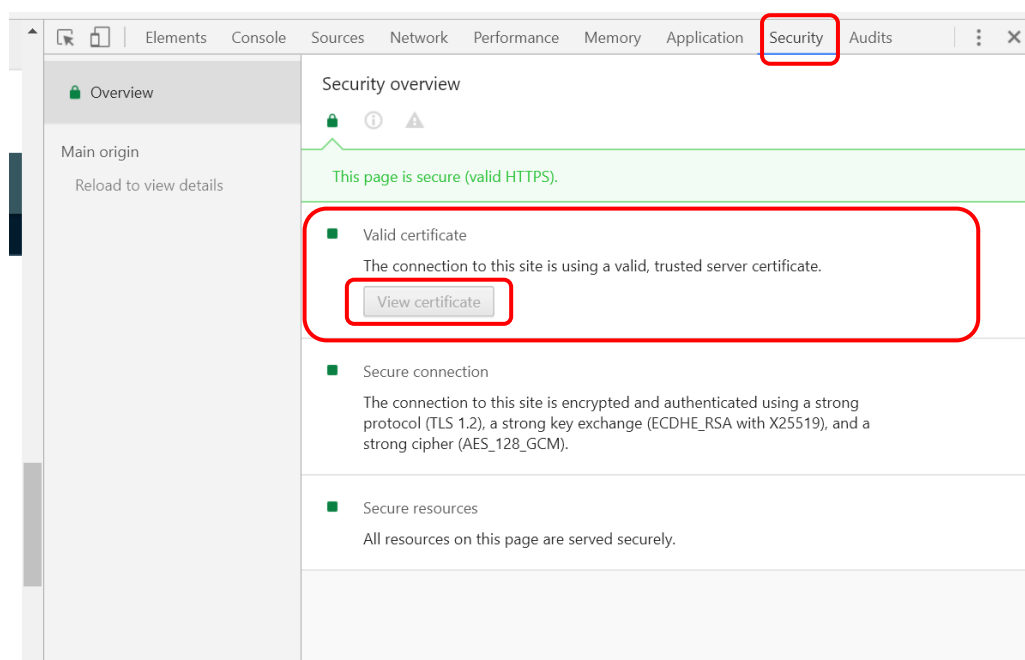 Elements Console Sources Network Performance Memory Application Security Audits
Overview
Main origin
Reload to view details
Security overview
This page is secure (valid HTTPS).
Valid certificate
The connection to this site is using a valid, trusted server certificate.
View certificate
Secure connection
The connection to this site is encrypted and authenticated using a strong
protocol (TLS 1.2), a strong key exchange (ECDHE_RSA with X25519), and a
strong cipher (AES_128_GCM).
Secure resources
All resources on this page are served securely.